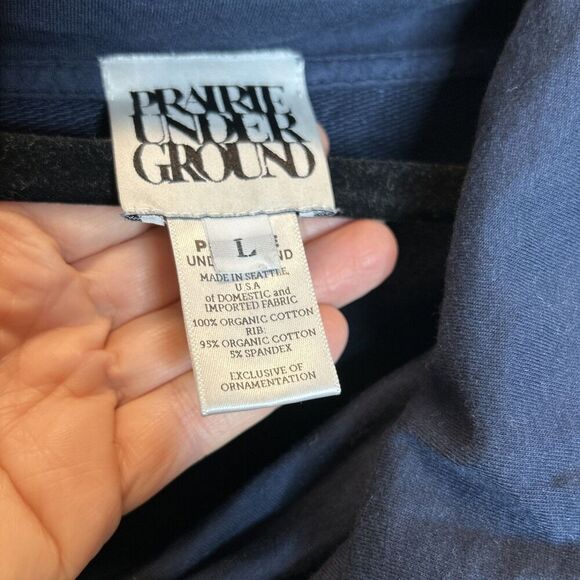 PRAIRIE
UNDER
GROUND
L
MADE IN SEATTLE,
U.S.A
of DOMESTIC and
IMPORTED FABRIC
100% ORGANIC COTTON
RIB:
95% ORGANIC COTTON
5% SPANDEX
EXCLUSIVE OF
ORNAMENTATION